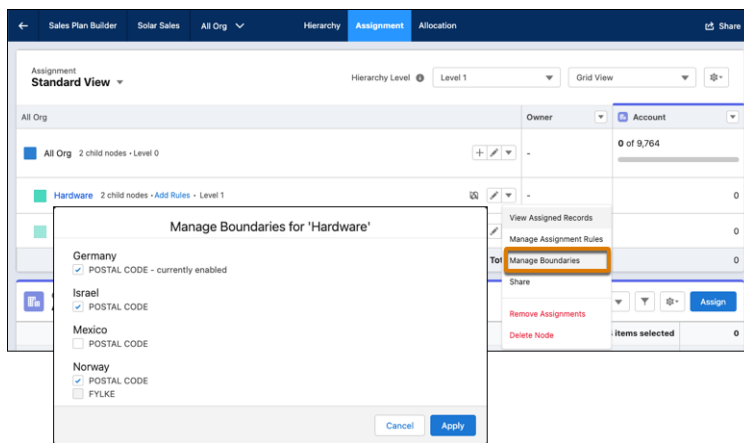 Sales Plan Builder Solar Sales All Org Hierarchy Assignment Allocation Share
Assignment
Standard View
Hierarchy Level Level 1 Grid View
All Org Owner Account
All Org 2 child nodes • Level 0 - 0 of 9,764
Hardware 2 child nodes • Add Rules • Level 1 - 0
View Assigned Records
Manage Assignment Rules
0
Manage Boundaries
0
Share
Remove Assignments
Delete Node
Assign
items selected 0
Manage Boundaries for 'Hardware'
Germany
POSTAL CODE - currently enabled
Israel
POSTAL CODE
Mexico
POSTAL CODE
Norway
POSTAL CODE
FYLKE
Cancel Apply